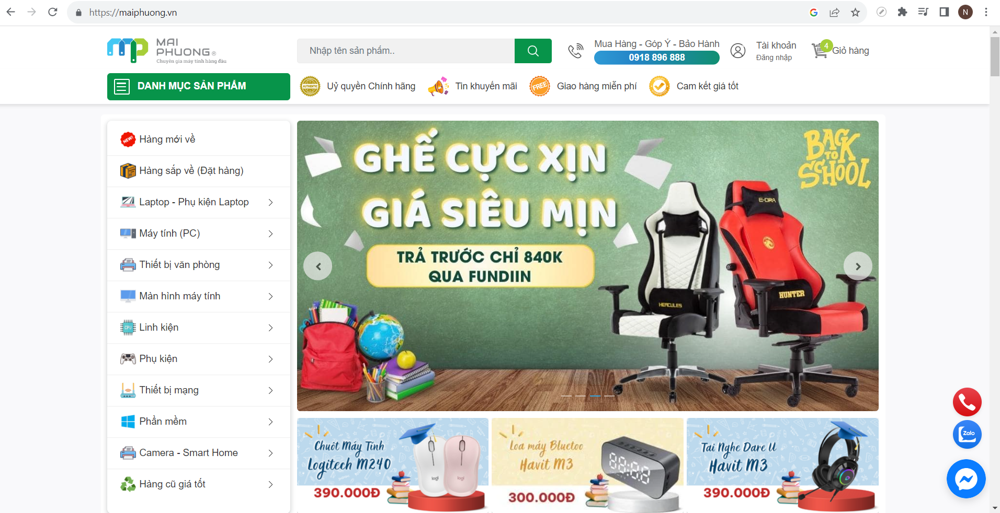 https://maiphuong.vn
N
MAI
PHUONG®
Chuyên gia máy tính hàng đầu
Nhập tên sản phẩm..
Mua Hàng - Góp Ý - Bảo Hành
0918 896 888
Tài khoản
Đăng nhập
4
Giỏ hàng
DANH MỤC SẢN PHẨM
AUTHENTIC
Uỷ quyền Chính hãng
Tin khuyến mãi
FREE
Giao hàng miễn phí
Cam kết giá tốt
NEW!
Hàng mới về
Hàng sắp về (Đặt hàng)
Laptop - Phụ kiện Laptop
Máy tính (PC)
Thiết bị văn phòng
Màn hình máy tính
CPU
Linh kiện
Phụ kiện
Thiết bị mạng
Phần mềm
Camera - Smart Home
Hàng cũ giá tốt
GHẾ CỰC XỊN
GIÁ SIÊU MỊN
TRẢ TRƯỚC CHỈ 840K
QUA FUNDIIN
BACK
TO
SCHOOL
E-DRA
HERCULES
HUNTER
Chuột Máy Tính
Logitech M240
390.000Đ
logi
logi
Loa máy Bluetoo
Havit M3
300.000Đ
Tai Nghe Dare U
Havit M3
390.000Đ
Zalo